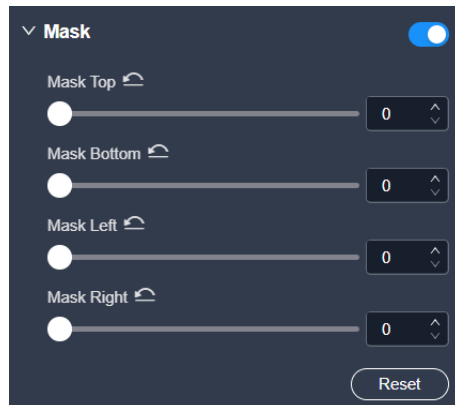 Mask
Mask Top
0
Mask Bottom
0
Mask Left
0
Mask Right
0
Reset